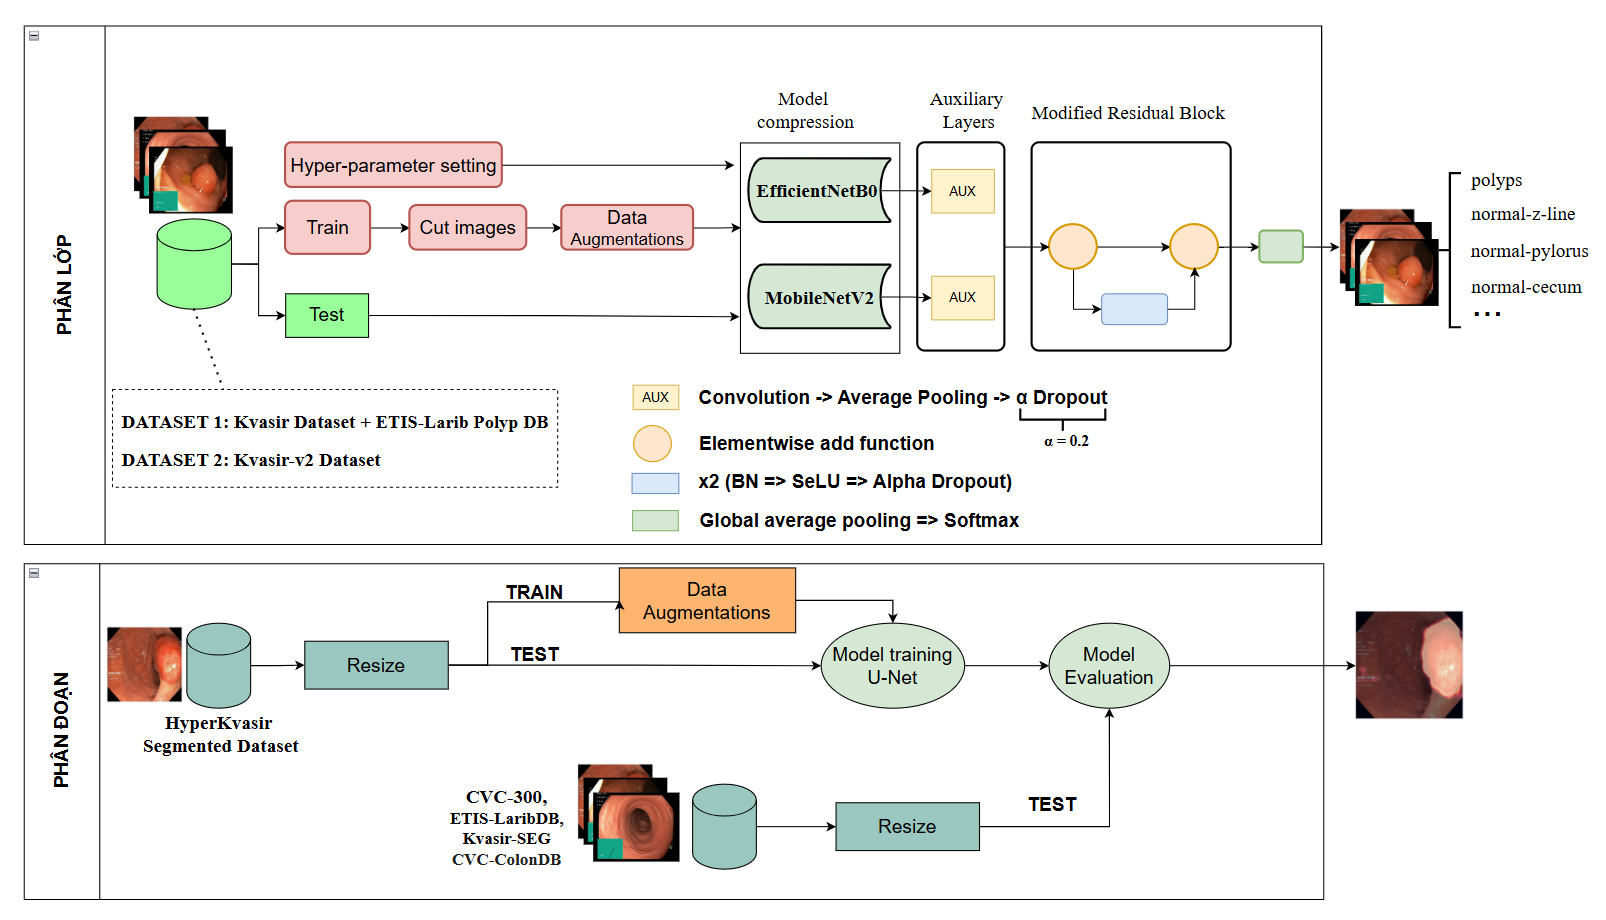 PHÂN LỚP
Model
compression
Auxiliary
Layers
Modified Residual Block
Hyper-parameter setting
Train
Cut images
Data
Augmentations
Test
EfficientNetB0
MobileNetV2
AUX
AUX
polyps
normal-z-line
normal-pylorus
normal-cecum
...
DATASET 1: Kvasir Dataset + ETIS-Larib Polyp DB
DATASET 2: Kvasir-v2 Dataset
AUX
Convolution -> Average Pooling -> α Dropout
α = 0.2
Elementwise add function
x2 (BN => SeLU => Alpha Dropout)
Global average pooling => Softmax
PHÂN ĐOẠN
HyperKvasir
Segmented Dataset
Resize
TRAIN
TEST
Data
Augmentations
Model training
U-Net
Model
Evaluation
CVC-300,
ETIS-LaribDB,
Kvasir-SEG
CVC-ColonDB
Resize
TEST